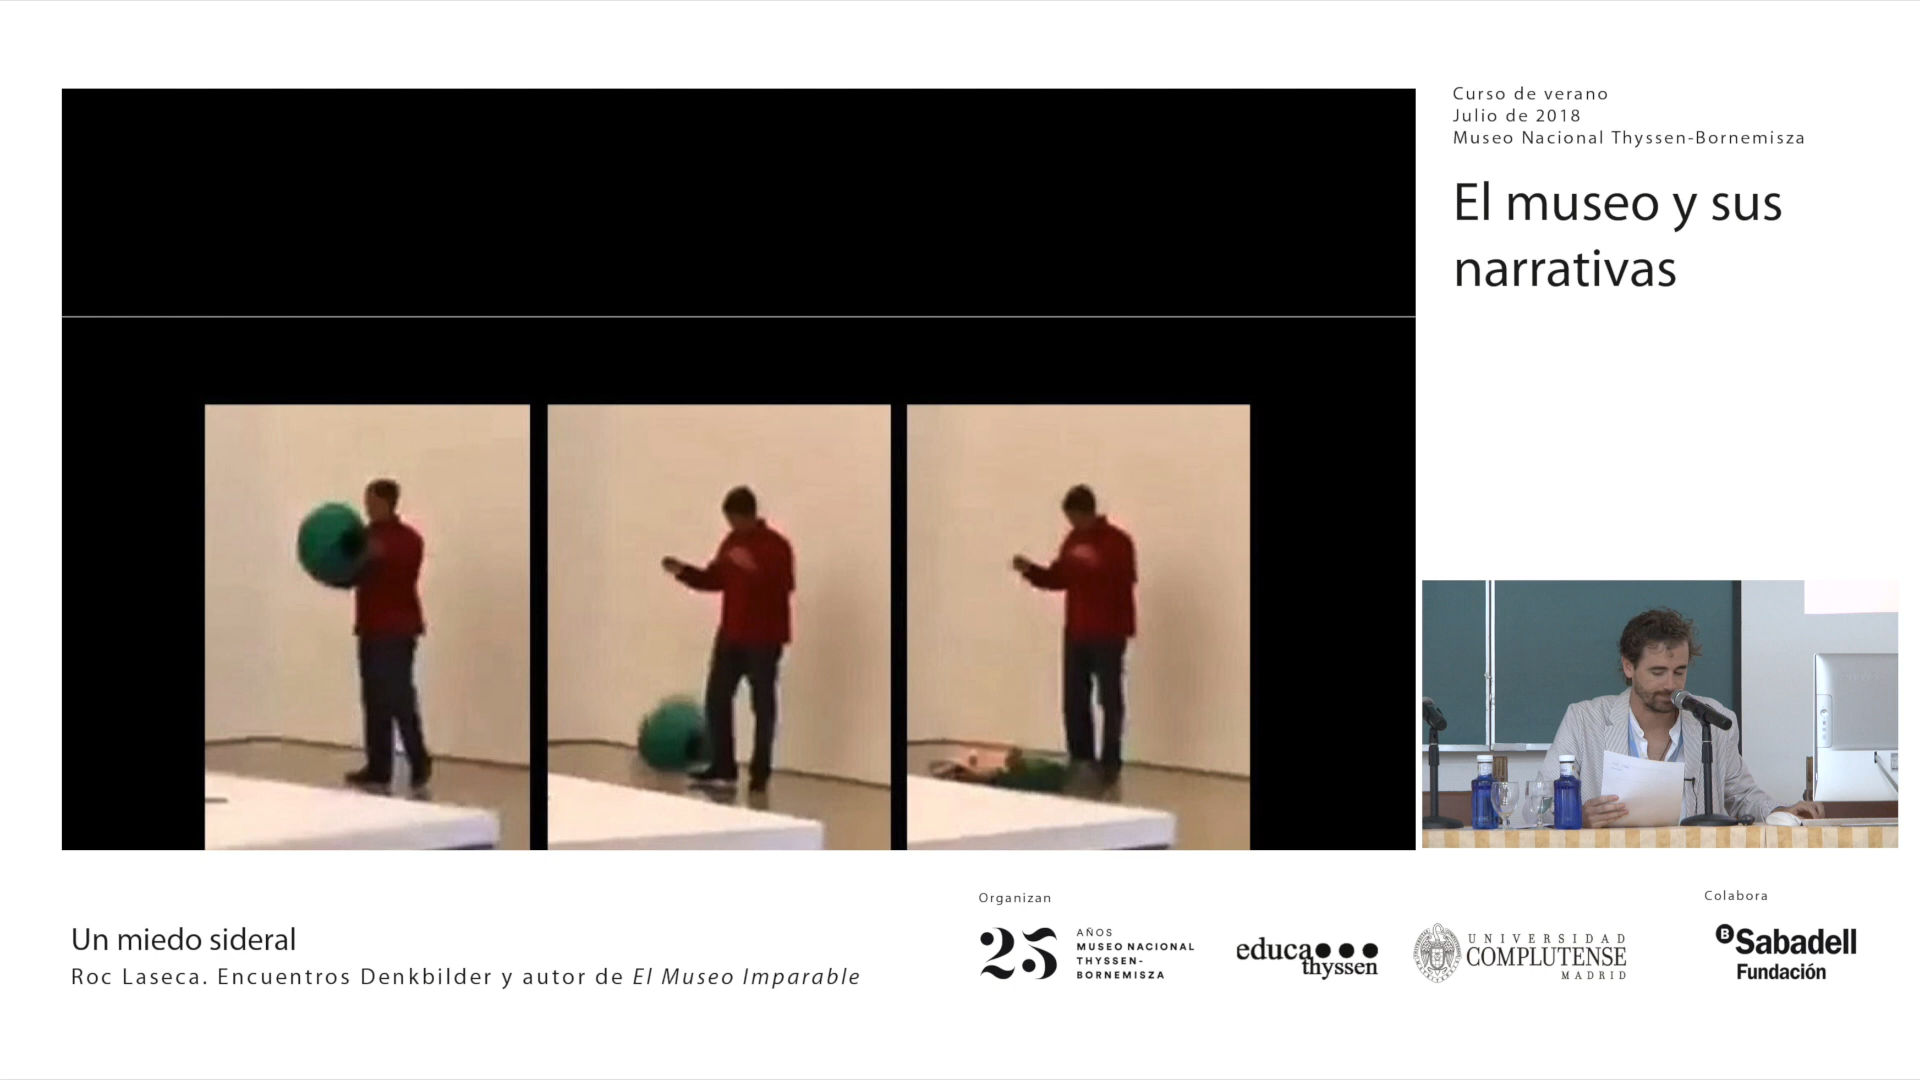 Curso de verano
Julio de 2018
Museo Nacional Thyssen-Bornemisza
El museo y sus
narrativas
Un miedo sideral
Roc Laseca. Encuentros Denkbilder y autor de El Museo Imparable
Organizan
25 AÑOS
MUSEO NACIONAL
THYSSEN-
BORNEMISZA
educa
thyssen
UNIVERSIDAD
COMPLUTENSE
MADRID
Colabora
B Sabadell
Fundación